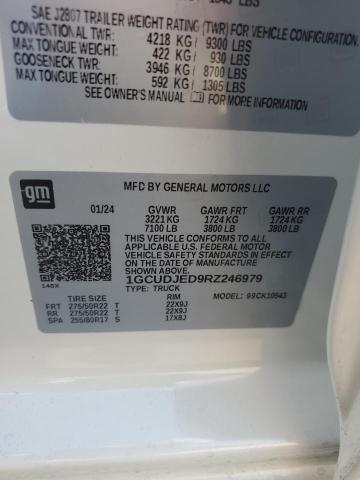 LBS
SAE J2807 TRAILER WEIGHT RATING (TWR) FOR VEHICLE CONFIGURATION.
CONVENTIONAL TWR: 4218 KG / 9300 LBS
MAX TONGUE WEIGHT: 422 KG / 930 LBS
GOOSENECK TWR: 3946 KG / 8700 LBS
MAX TONGUE WEIGHT: 592 KG / 1305 LBS
SEE OWNER'S MANUAL FOR MORE INFORMATION
gm
MFD BY GENERAL MOTORS LLC
01/24 GVWR GAWR FRT GAWR RR
3221 KG 1724 KG 1724 KG
7100 LB 3800 LB 3800 LB
THIS VEHICLE CONFORMS TO ALL
APPLICABLE U.S. FEDERAL MOTOR
VEHICLE SAFETY STANDARDS IN
EFFECT ON THE DATE OF
MANUFACTURE SHOWN ABOVE.
1GCUDJED9RZ246979
TYPE: TRUCK
TIRE SIZE RIM MODEL: 99CK10543
FRT 275/50R22 T 22X9J
RR 275/50R22 T 22X9J
SPA 255/80R17 S 17X8J